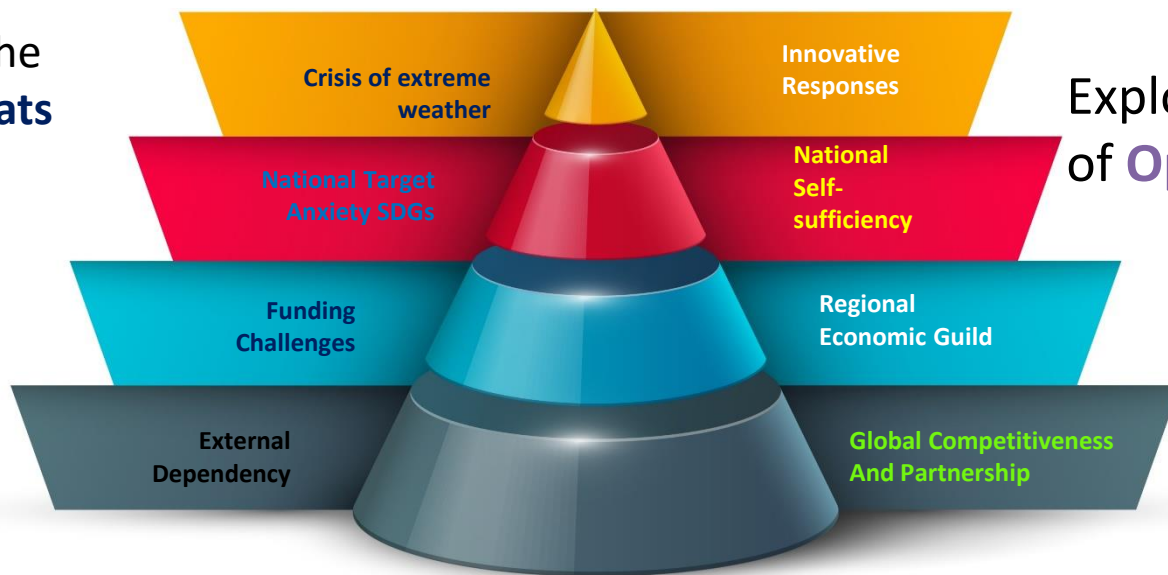 he
ats
Crisis of extreme
weather
Innovative
Responses
Explo
of Op
National Target
Anxiety SDGs
National
Self-
sufficiency
Funding
Challenges
Regional
Economic Guild
External
Dependency
Global Competitiveness
And Partnership